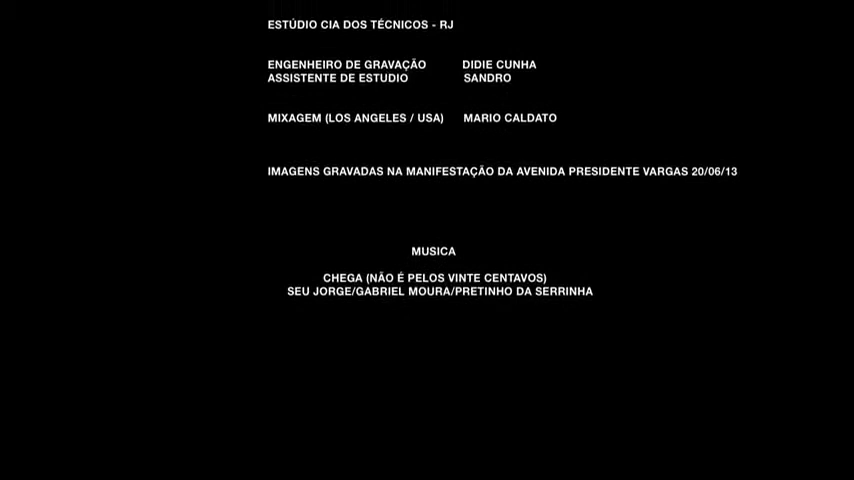 ESTÚDIO CIA DOS TÉCNICOS - RJ
ENGENHEIRO DE GRAVAÇÃO DIDIE CUNHA
ASSISTENTE DE ESTUDIO SANDRO
MIXAGEM (LOS ANGELES / USA) MARIO CALDATO
IMAGENS GRAVADAS NA MANIFESTAÇÃO DA AVENIDA PRESIDENTE VARGAS 20/06/13
MUSICA
CHEGA (NÃO É PELOS VINTE CENTAVOS)
SEU JORGE/GABRIEL MOURA/PRETINHO DA SERRINHA